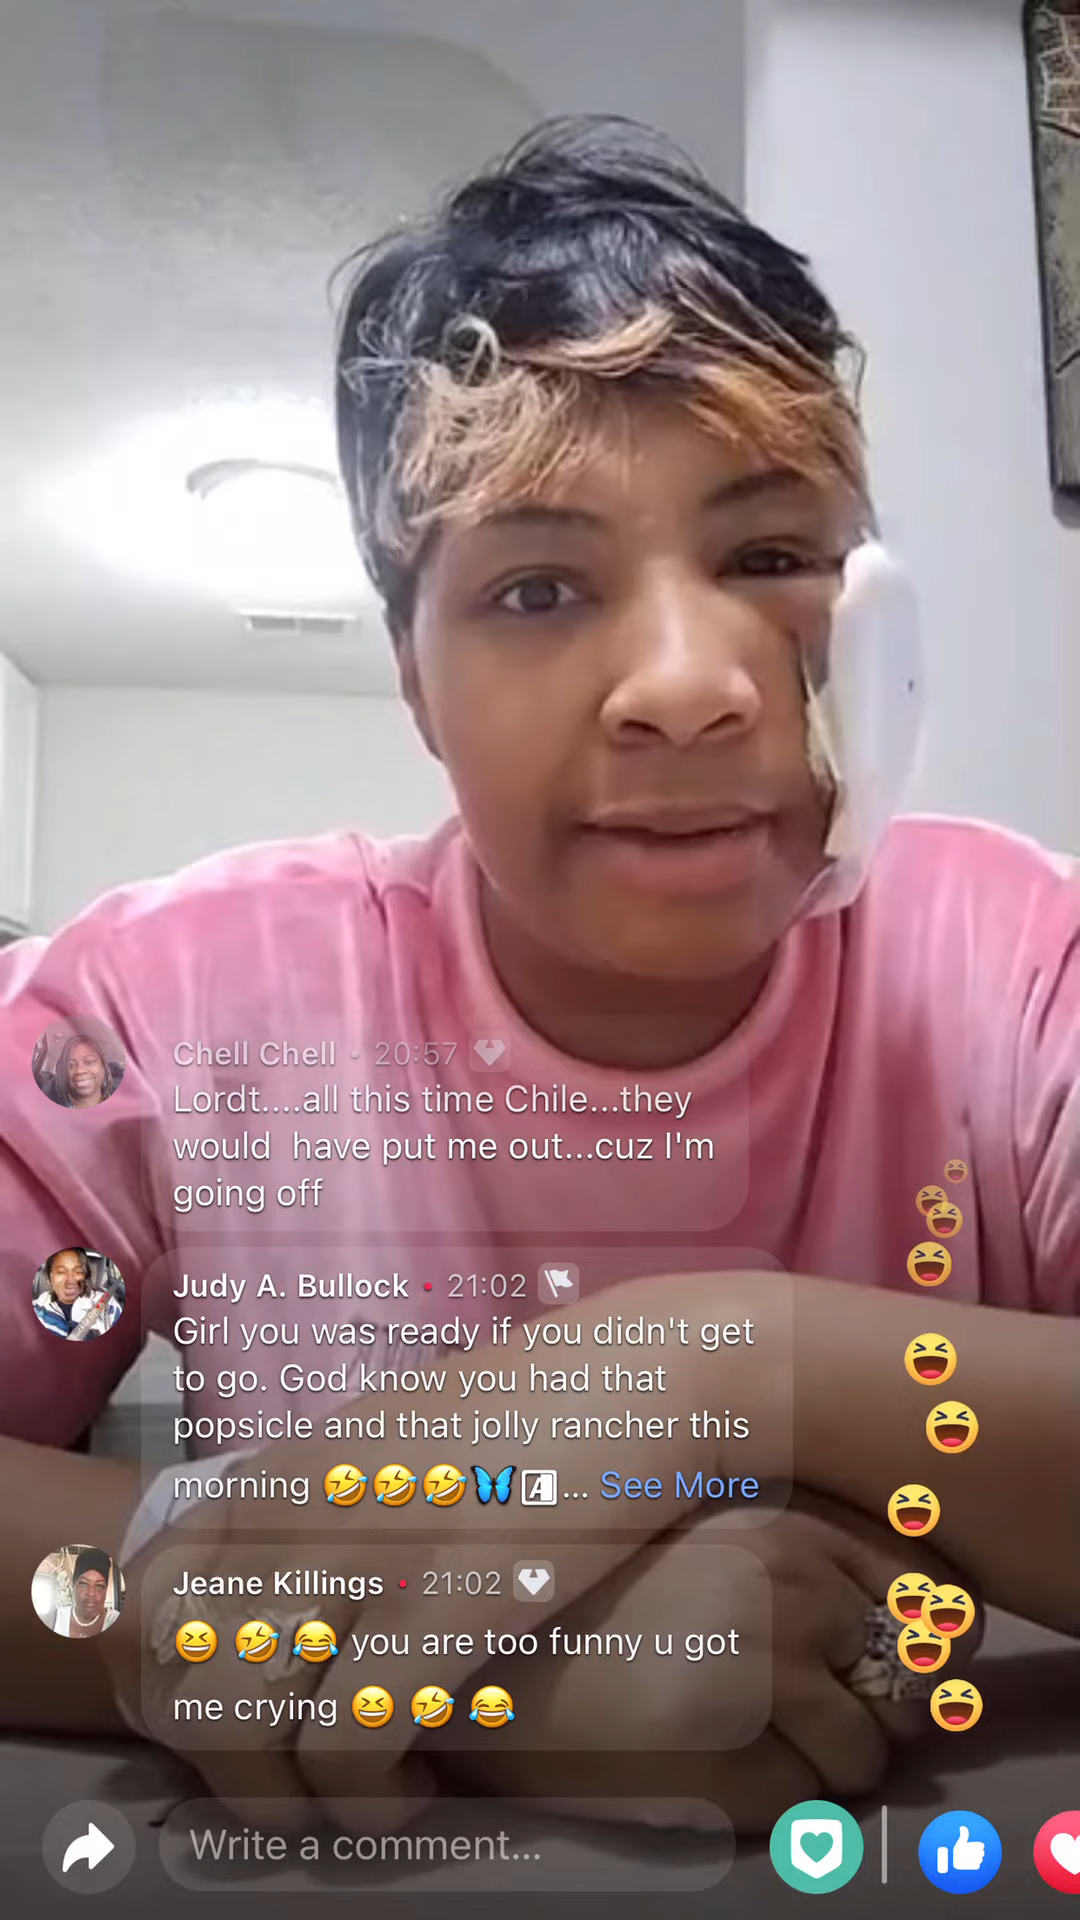 Chell Chell • 20:57
Lordt....all this time Chile...they
would  have put me out...cuz I'm
going off
Judy A. Bullock • 21:02
Girl you was ready if you didn't get
to go. God know you had that
popsicle and that jolly rancher this
morning 🤣🤣🤣🦋🅰... See More
Jeane Killings • 21:02
😆 🤣 😂 you are too funny u got
me crying 😆 🤣 😂
Write a comment...